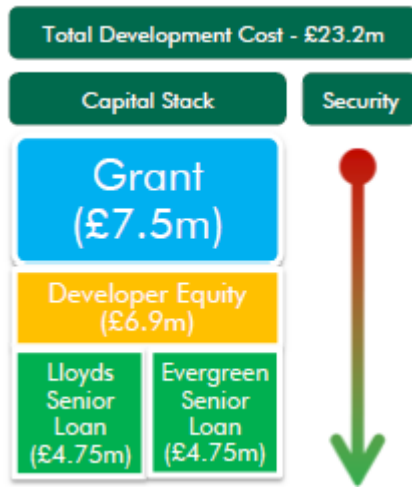 Total Development Cost - £23.2m
Capital Stack
Security
Grant
(£7.5m)
Developer Equity
(£6.9m)
Lloyds
Senior
Loan
(£4.75m)
Evergreen
Senior
Loan
(£4.75m)